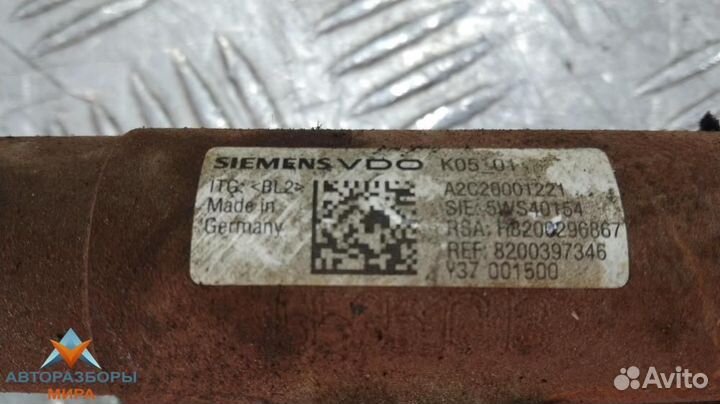 SIEMENS VDO K05_01
ITG: <BL2> A2C20001221
Made in SIE: 5WS40154
Germany RSA: H8200296867
REF: 8200397346
Y37 001500
АВТОРАЗБОРЫ
МИРА
Avito